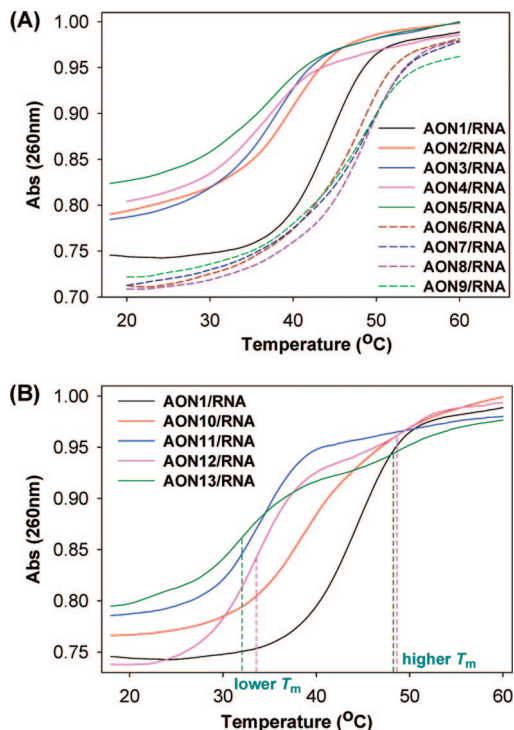 (A)
1.00
0.95
0.90
0.85
0.80
0.75
0.70
Abs (260nm)
AON1/RNA
AON2/RNA
AON3/RNA
AON4/RNA
AON5/RNA
AON6/RNA
AON7/RNA
AON8/RNA
AON9/RNA
20 30 40 50 60
Temperature (ºC)
(B)
1.00
0.95
0.90
0.85
0.80
0.75
Abs (260nm)
AON1/RNA
AON10/RNA
AON11/RNA
AON12/RNA
AON13/RNA
lower Tm
higher Tm
20 30 40 50 60
Temperature (ºC)